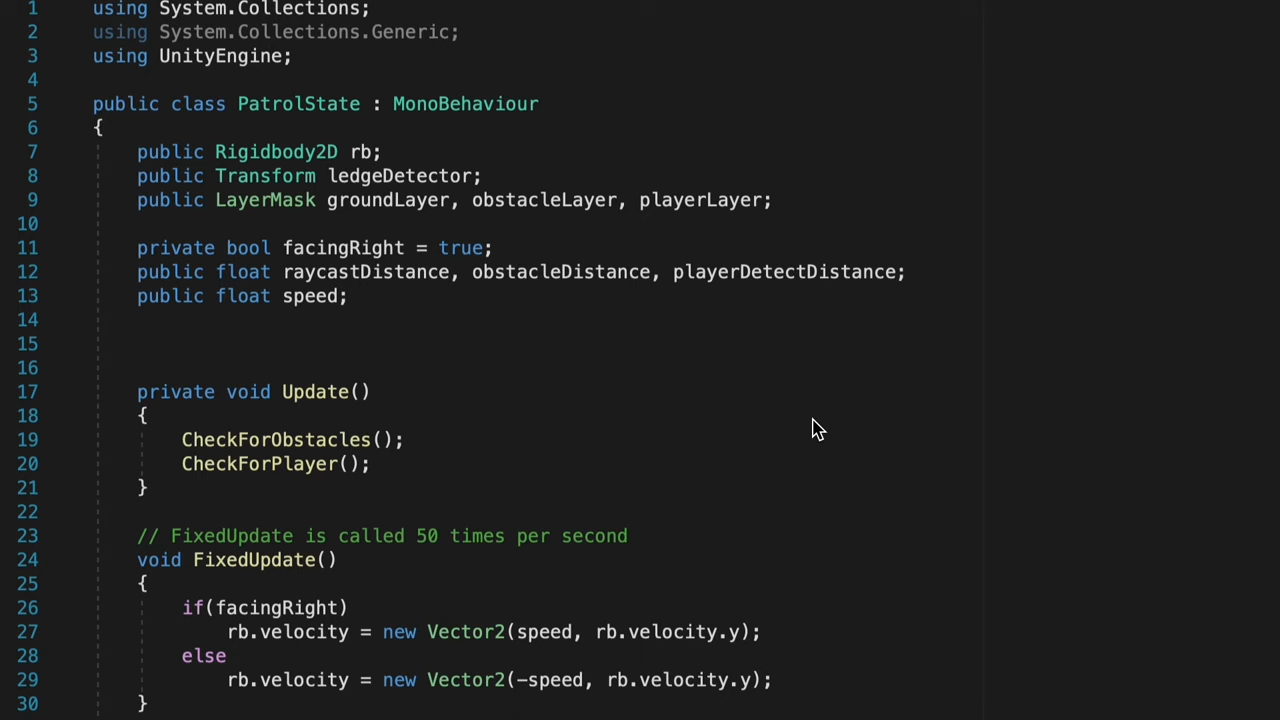 1 using System.Collections;
2 using System.Collections.Generic;
3 using UnityEngine;
4
5 public class PatrolState : MonoBehaviour
6 {
7 public Rigidbody2D rb;
8 public Transform ledgeDetector;
9 public LayerMask groundLayer, obstacleLayer, playerLayer;
10
11 private bool facingRight = true;
12 public float raycastDistance, obstacleDistance, playerDetectDistance;
13 public float speed;
14
15
16
17 private void Update()
18 {
19 CheckForObstacles();
20 CheckForPlayer();
21 }
22
23 // FixedUpdate is called 50 times per second
24 void FixedUpdate()
25 {
26 if(facingRight)
27 rb.velocity = new Vector2(speed, rb.velocity.y);
28 else
29 rb.velocity = new Vector2(-speed, rb.velocity.y);
30 }